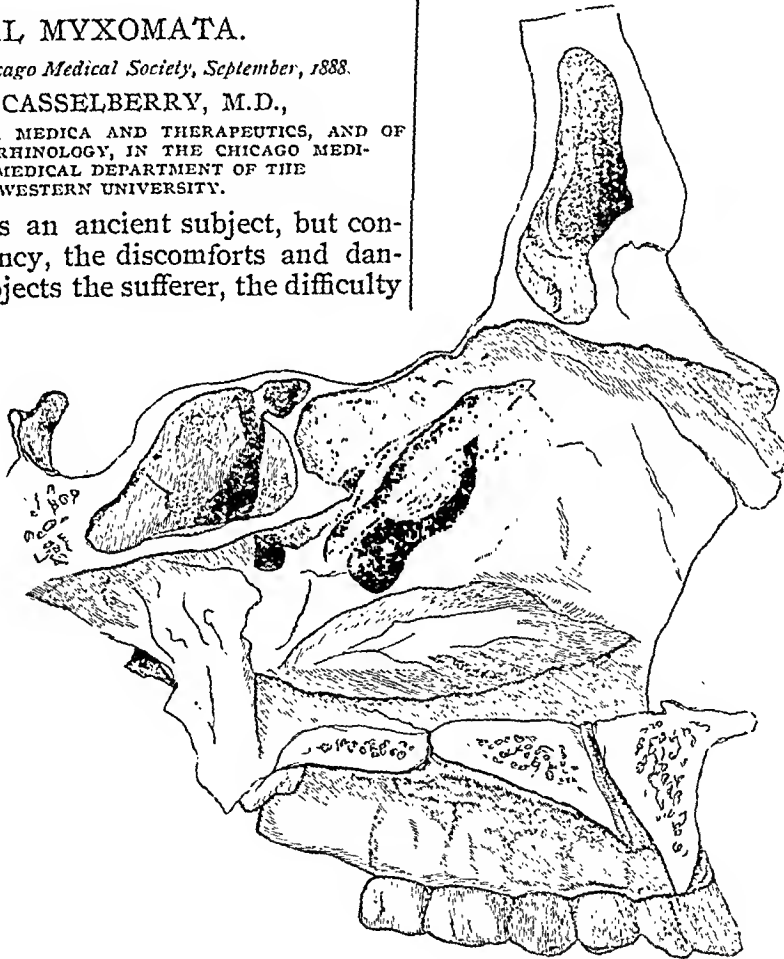 L MYXOMATA.
cago Medical Society, September, 1888.
CASSELBERRY, M.D.,
MEDICA AND THERAPEUTICS, AND OF
RHINOLOGY, IN THE CHICAGO MEDI-
MEDICAL DEPARTMENT OF THE
WESTERN UNIVERSITY.
s an ancient subject, but con-
ncy, the discomforts and dan-
jects the sufferer, the difficulty